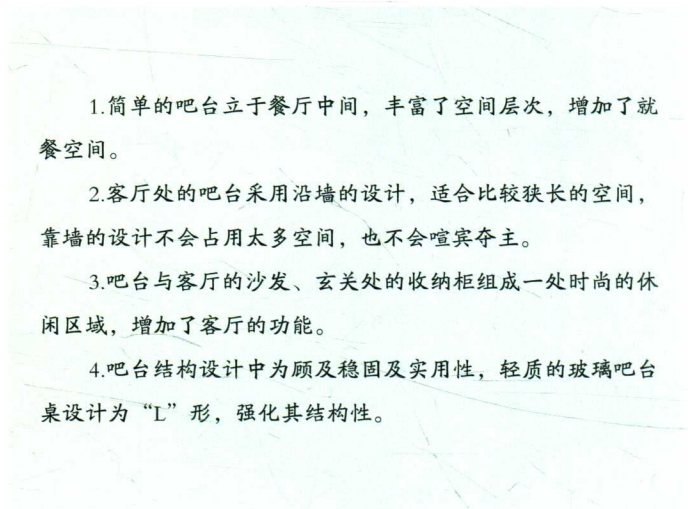 1.简单的吧台立于餐厅中间，丰富了空间层次，增加了就
餐空间。
2.客厅处的吧台采用沿墙的设计，适合比较狭长的空间，
靠墙的设计不会占用太多空间，也不会喧宾夺主。
3.吧台与客厅的沙发、玄关处的收纳柜组成一处时尚的休
闲区域，增加了客厅的功能。
4.吧台结构设计中为顾及稳固及实用性，轻质的玻璃吧台
桌设计为“L”形，强化其结构性。